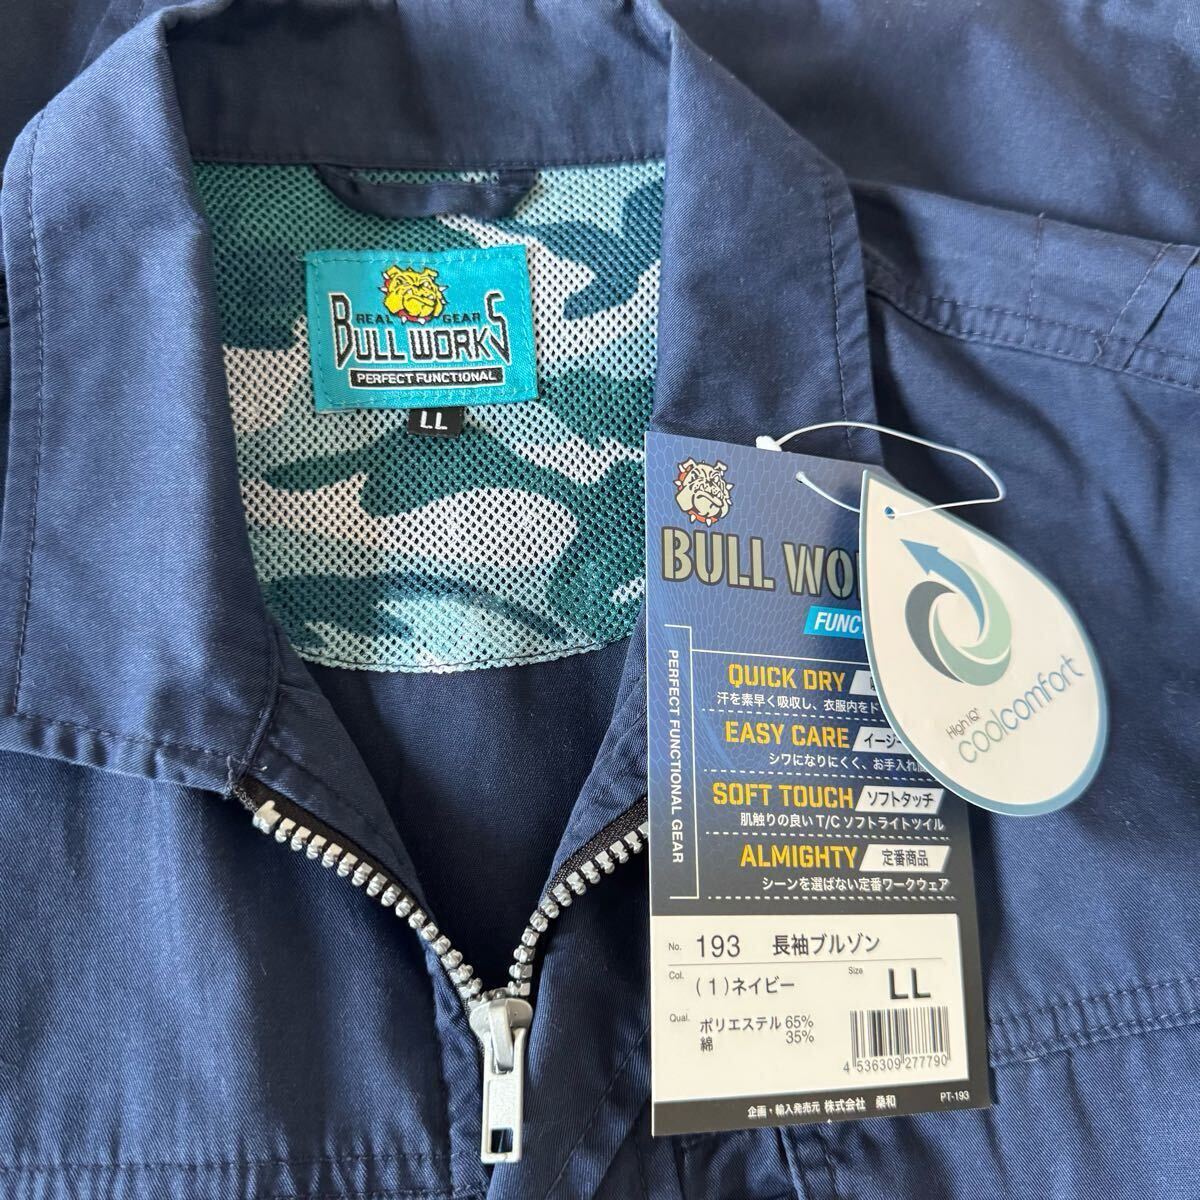 REAL GEAR
BULL WORKS
PERFECT FUNCTIONAL
LL
BULL
FUNC
PERFECT FUNCTIONAL GEAR
QUICK DRY
汗を素早く吸収し、衣服内をド
EASY CARE イージー
シワになりにくく、お手入れ
SOFT TOUCH ソフトタッチ
肌触りの良いT/Cソフトライトツイル
ALMIGHTY 定番商品
シーンを選ばない定番ワークウェア
High IQ®
coolcomfort
No. 193 長袖ブルゾン
Col. (1)ネイビー Size LL
Qual. ポリエステル 65%
綿 35%
4 536309 277790
企画・輸入発売元 株式会社 桑和
PT-193